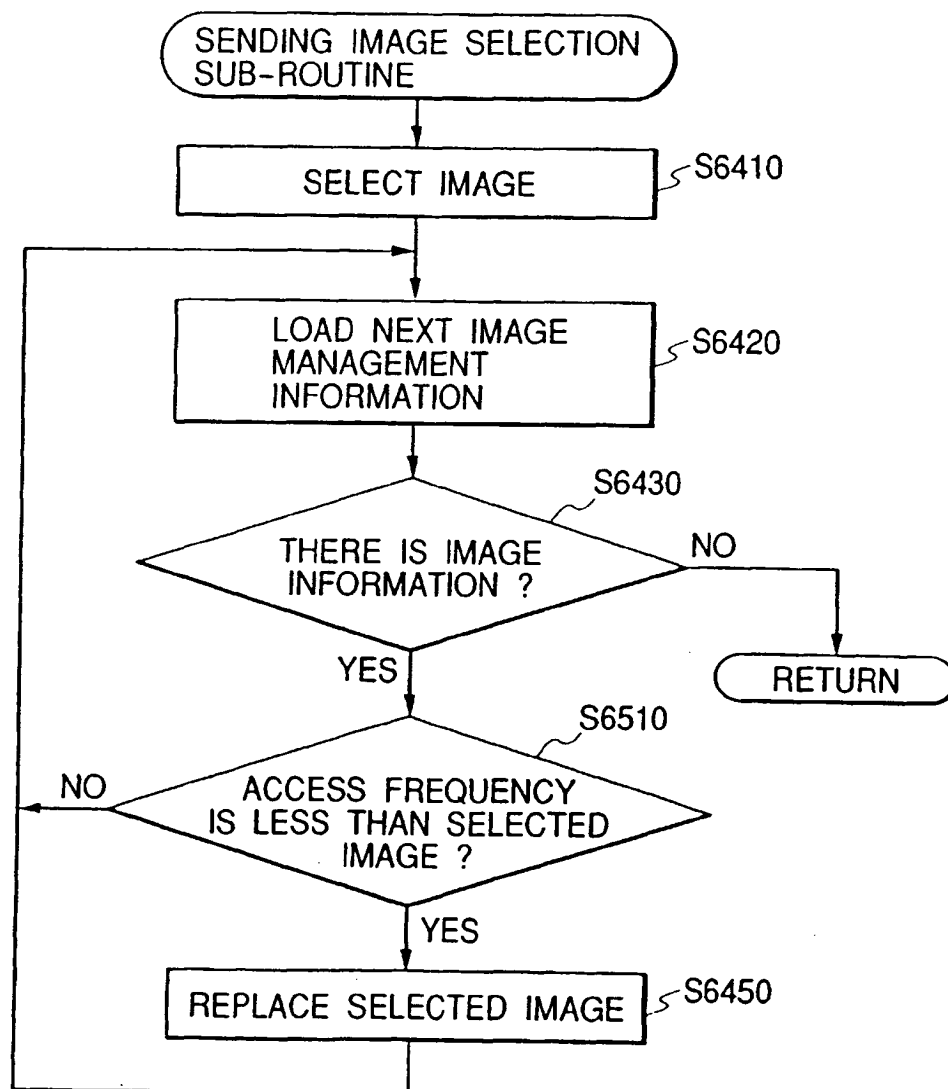 SENDING IMAGE SELECTION
SUB-ROUTINE
SELECT IMAGE
S6410
LOAD NEXT IMAGE
MANAGEMENT
INFORMATION
S6420
S6430
THERE IS IMAGE
INFORMATION ?
NO
YES
RETURN
S6510
NO
ACCESS FREQUENCY
IS LESS THAN SELECTED
IMAGE ?
YES
REPLACE SELECTED IMAGE
S6450